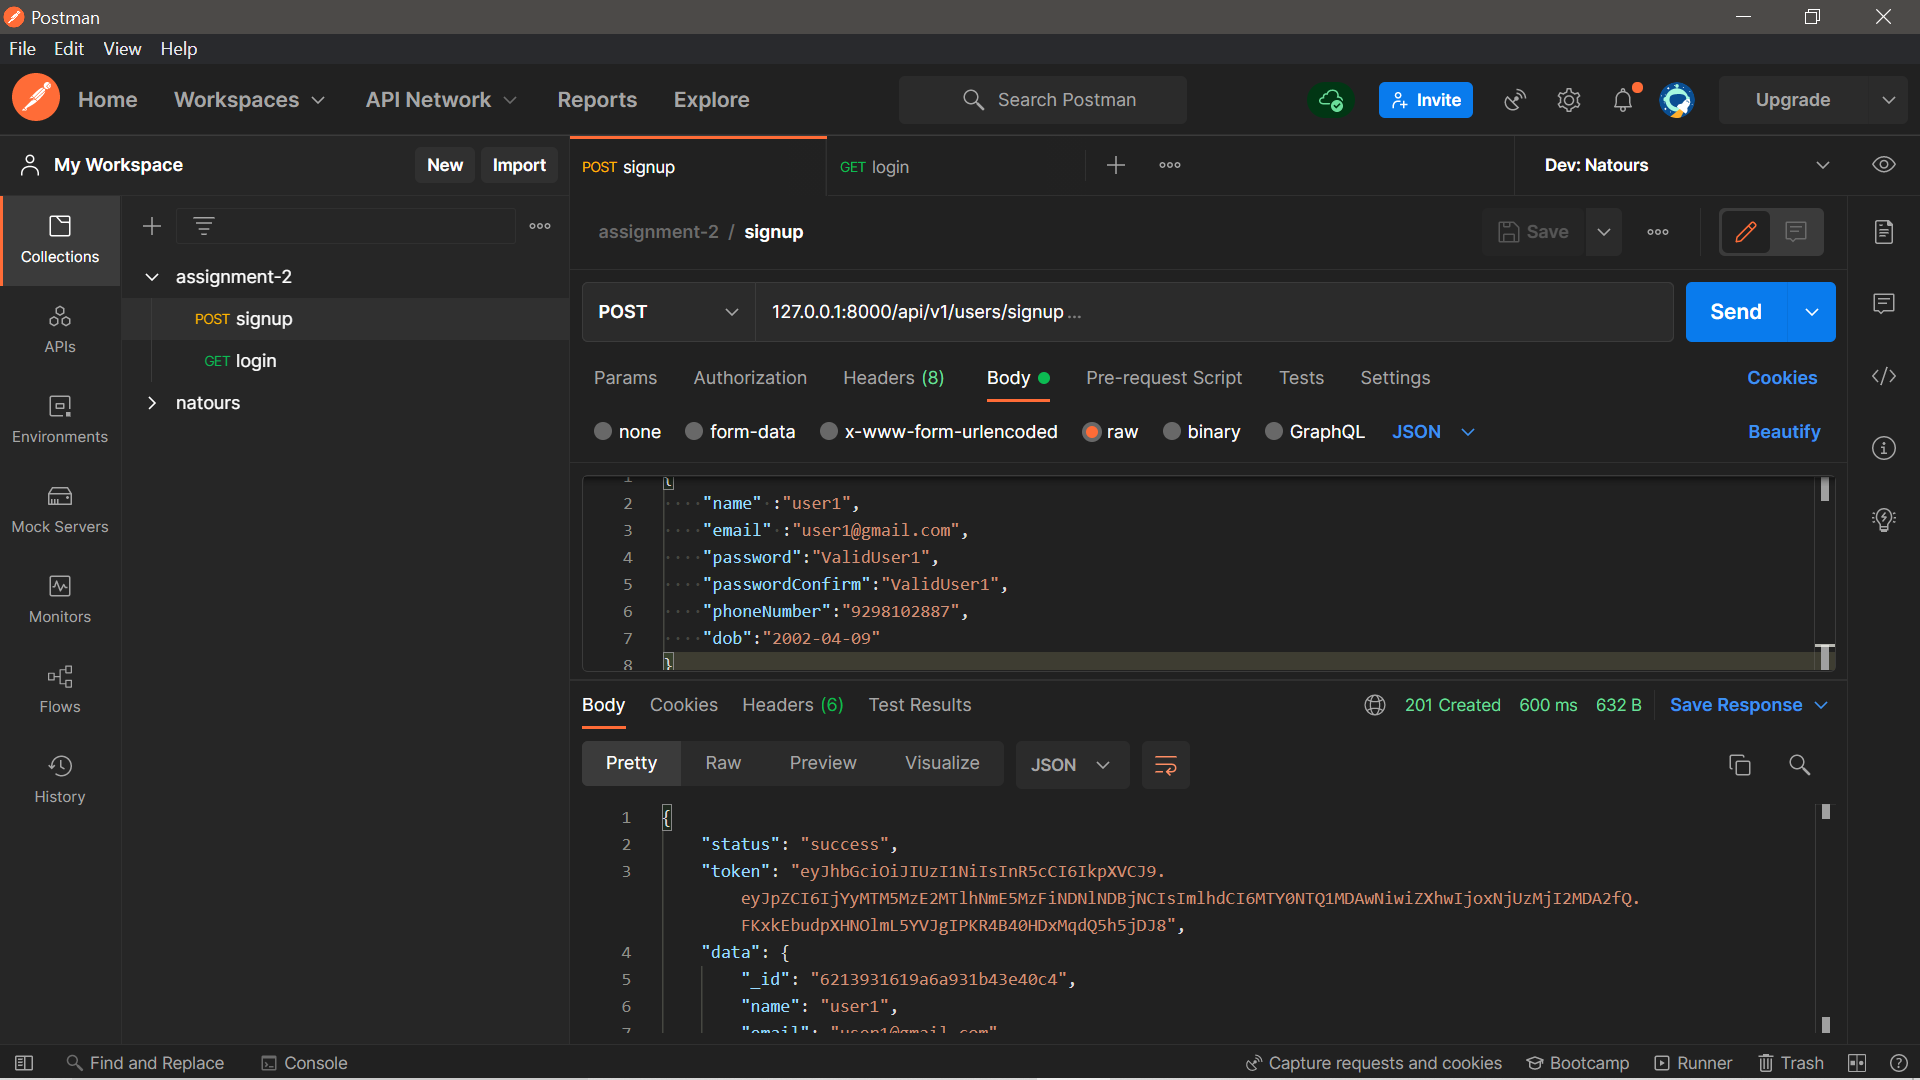 Postman
File Edit View Help
Home Workspaces API Network Reports Explore Search Postman Invite Upgrade
My Workspace New Import POST signup GET login Dev: Natours
Collections
APIs
Environments
Mock Servers
Monitors
Flows
History
assignment-2
POST signup
GET login
natours
assignment-2 / signup Save
POST 127.0.0.1:8000/api/v1/users/signup ... Send
Params Authorization Headers (8) Body Pre-request Script Tests Settings Cookies
none form-data x-www-form-urlencoded raw binary GraphQL JSON Beautify
1 {
2 "name" :"user1",
3 "email" :"user1@gmail.com",
4 "password":"ValidUser1",
5 "passwordConfirm":"ValidUser1",
6 "phoneNumber":"9298102887",
7 "dob":"2002-04-09"
8 }
Body Cookies Headers (6) Test Results 201 Created 600 ms 632 B Save Response
Pretty Raw Preview Visualize JSON
1 {
2 "status": "success",
3 "token": "eyJhbGciOiJIUzI1NiIsInR5cCI6IkpXVCJ9.
eyJpZCI6IjYyMTM5MzE2MTlhNmE5MzFiNDNlNDBjNCIsImlhdCI6MTY0NTQ1MDAwNiwiZXhwIjoxNjUzMjI2MDA2fQ.
FKxkEbudpXHNOlmL5YVJgIPKR4B40HDxMqdQ5h5jDJ8",
4 "data": {
5 "_id": "6213931619a6a931b43e40c4",
6 "name": "user1",
7 "email": "user1@gmail.com"
Find and Replace Console Capture requests and cookies Bootcamp Runner Trash